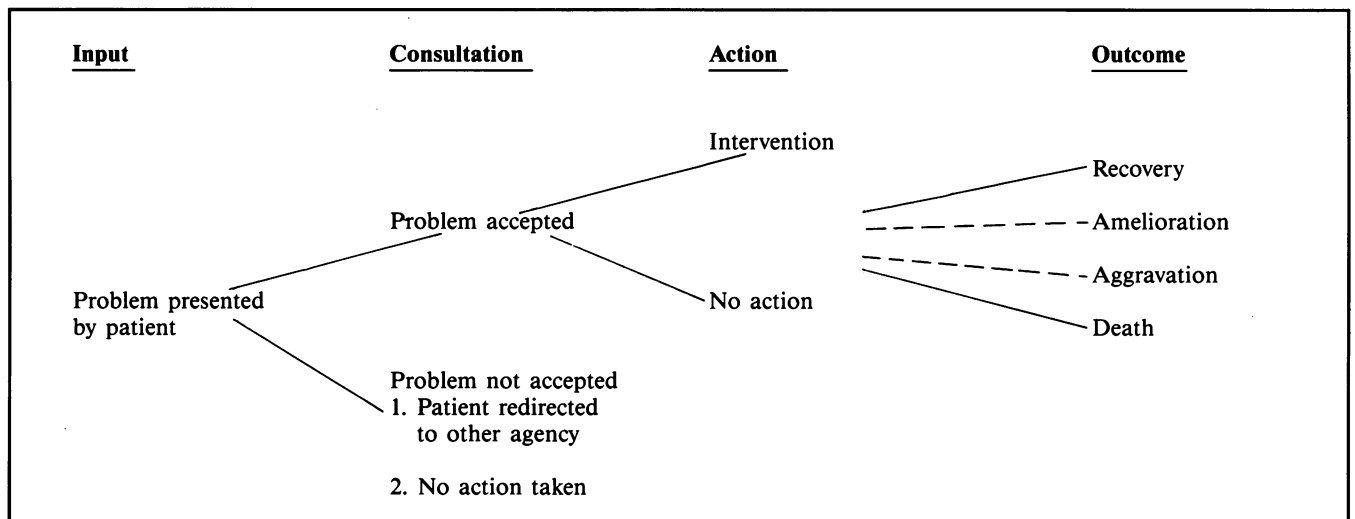 Input Consultation Action Outcome
Intervention
Recovery
Problem accepted
Amelioration
Aggravation
Problem presented
by patient
No action
Death
Problem not accepted
1. Patient redirected
to other agency
2. No action taken